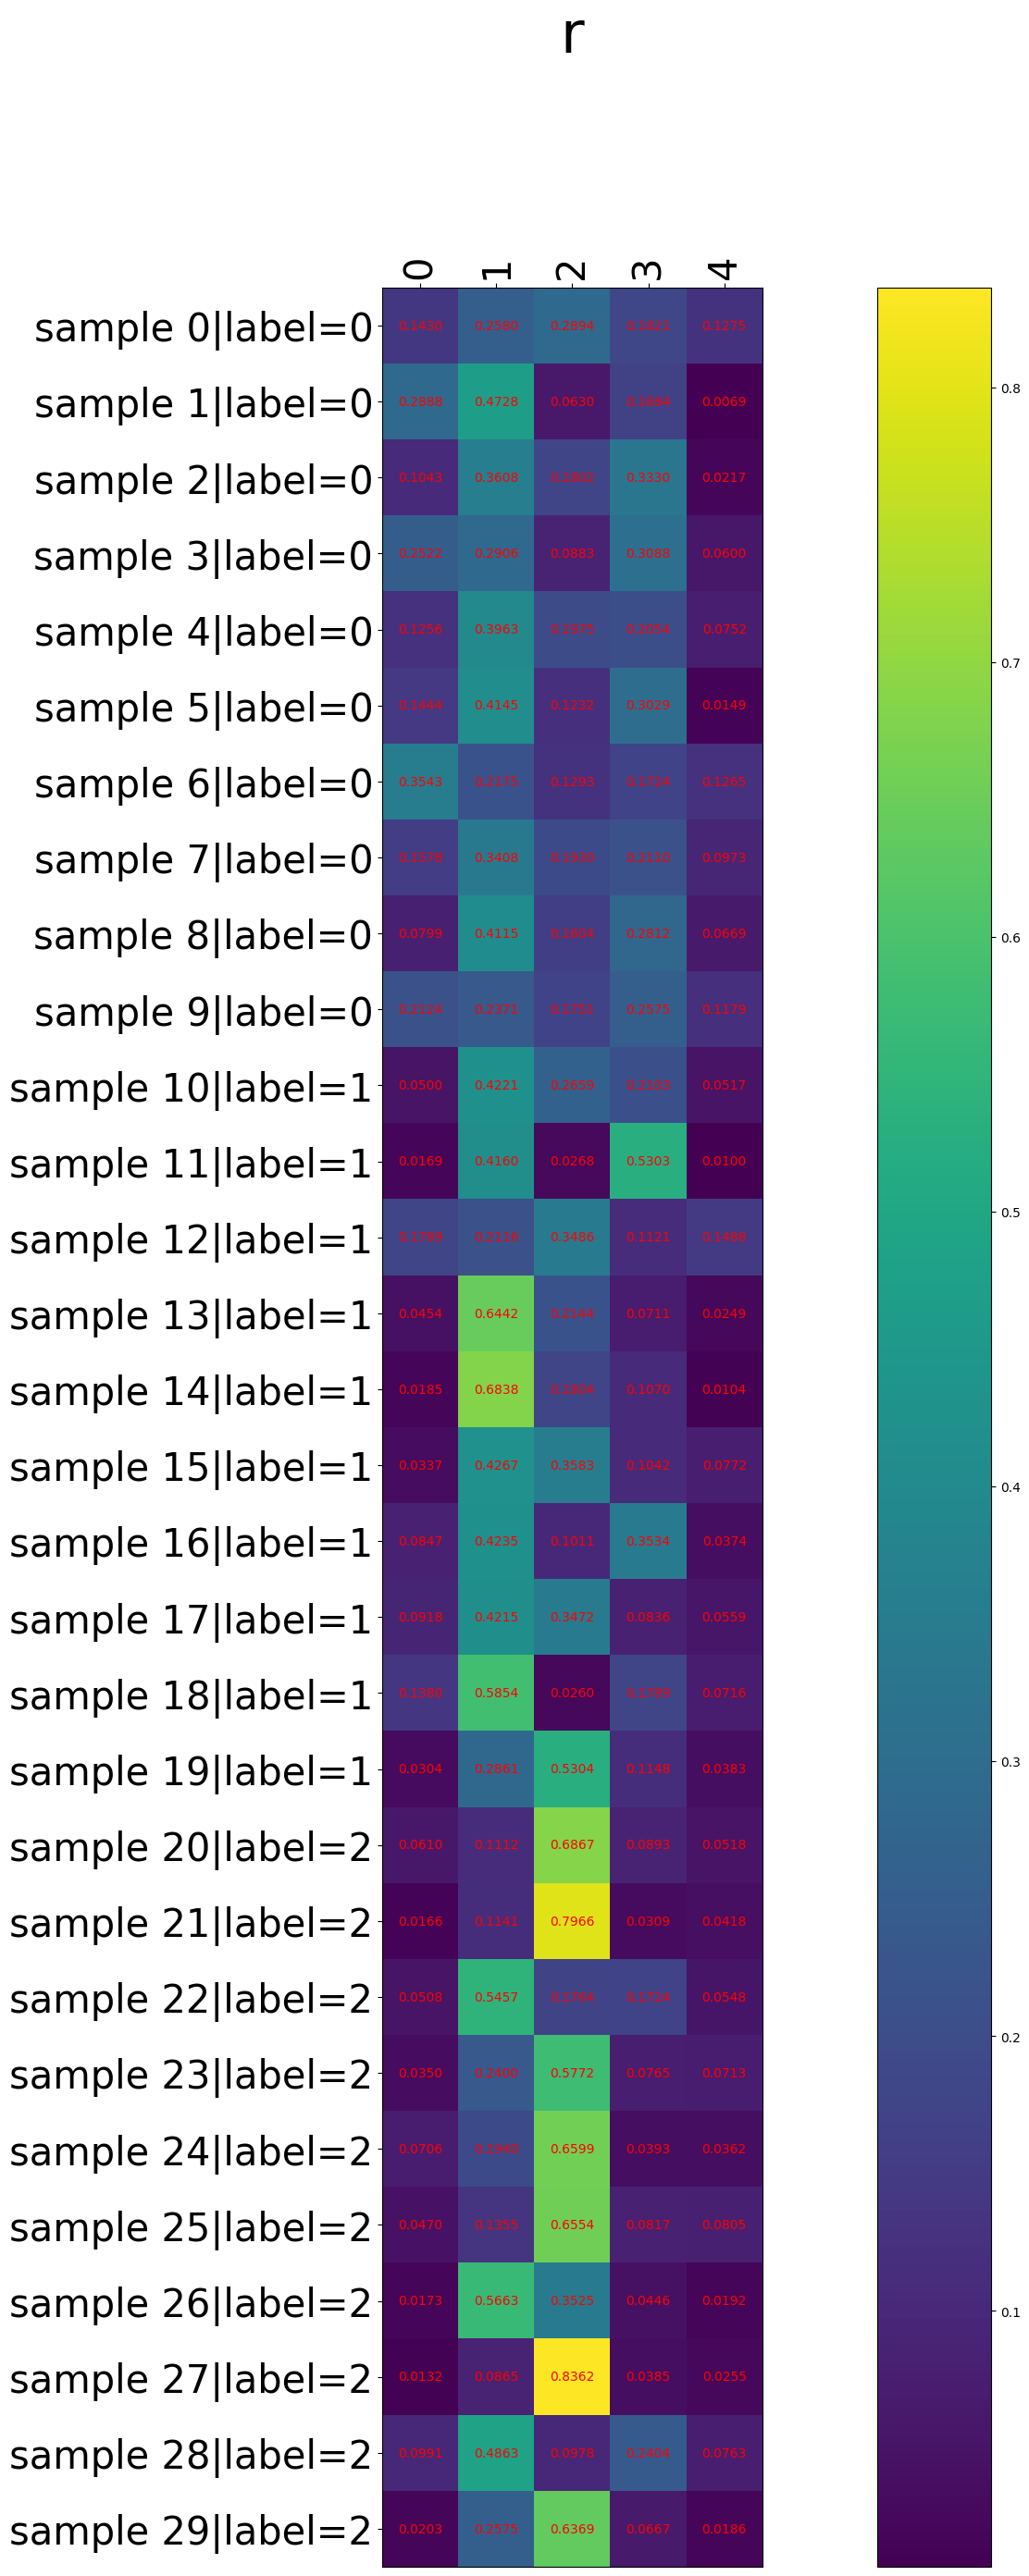 r
0 1 2 3 4
sample 0|label=0 0.1430 0.2580 0.2894 0.1821 0.1275
sample 1|label=0 0.2888 0.4728 0.0630 0.1684 0.0069
sample 2|label=0 0.1043 0.3608 0.1802 0.3330 0.0217
sample 3|label=0 0.2522 0.2906 0.0883 0.3088 0.0600
sample 4|label=0 0.1256 0.3963 0.1975 0.2054 0.0752
sample 5|label=0 0.1444 0.4145 0.1232 0.3029 0.0149
sample 6|label=0 0.3543 0.2175 0.1293 0.1724 0.1265
sample 7|label=0 0.1578 0.3408 0.1930 0.2110 0.0973
sample 8|label=0 0.0799 0.4115 0.1604 0.2812 0.0669
sample 9|label=0 0.2124 0.2371 0.1751 0.2575 0.1179
sample 10|label=1 0.0500 0.4221 0.2659 0.2103 0.0517
sample 11|label=1 0.0169 0.4160 0.0268 0.5303 0.0100
sample 12|label=1 0.1789 0.2116 0.3486 0.1121 0.1488
sample 13|label=1 0.0454 0.6442 0.2144 0.0711 0.0249
sample 14|label=1 0.0185 0.6838 0.1804 0.1070 0.0104
sample 15|label=1 0.0337 0.4267 0.3583 0.1042 0.0772
sample 16|label=1 0.0847 0.4235 0.1011 0.3534 0.0374
sample 17|label=1 0.0918 0.4215 0.3472 0.0836 0.0559
sample 18|label=1 0.1380 0.5854 0.0260 0.1789 0.0716
sample 19|label=1 0.0304 0.2861 0.5304 0.1148 0.0383
sample 20|label=2 0.0610 0.1112 0.6867 0.0893 0.0518
sample 21|label=2 0.0166 0.1141 0.7966 0.0309 0.0418
sample 22|label=2 0.0508 0.5457 0.1764 0.1724 0.0548
sample 23|label=2 0.0350 0.2400 0.5772 0.0765 0.0713
sample 24|label=2 0.0706 0.1940 0.6599 0.0393 0.0362
sample 25|label=2 0.0470 0.1355 0.6554 0.0817 0.0805
sample 26|label=2 0.0173 0.5663 0.3525 0.0446 0.0192
sample 27|label=2 0.0132 0.0865 0.8362 0.0385 0.0255
sample 28|label=2 0.0991 0.4863 0.0978 0.2404 0.0763
sample 29|label=2 0.0203 0.2575 0.6369 0.0667 0.0186
0.8
0.7
0.6
0.5
0.4
0.3
0.2
0.1